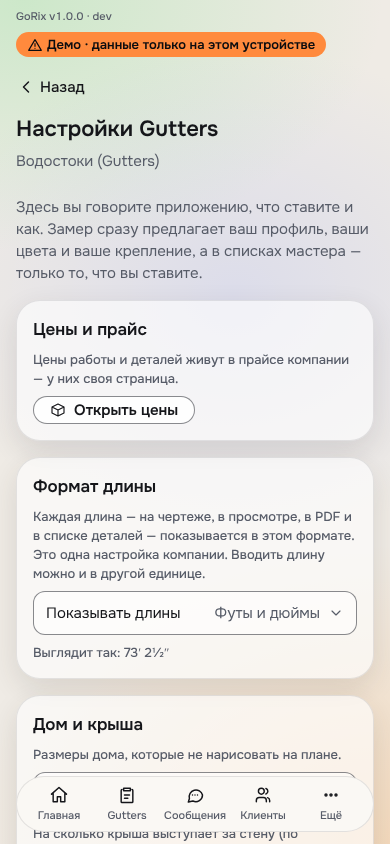 GoRix v1.0.0 · dev
Демо · данные только на этом устройстве
Назад
Настройки Gutters
Водостоки (Gutters)
Здесь вы говорите приложению, что ставите и
как. Замер сразу предлагает ваш профиль, ваши
цвета и ваше крепление, а в списках мастера —
только то, что вы ставите.
Цены и прайс
Цены работы и деталей живут в прайсе компании
— у них своя страница.
Открыть цены
Формат длины
Каждая длина — на чертеже, в просмотре, в PDF и
в списке деталей — показывается в этом формате.
Это одна настройка компании. Вводить длину
можно и в другой единице.
Показывать длины Футы и дюймы
Выглядит так: 73′ 2½″
Дом и крыша
Размеры дома, которые не нарисовать на плане.
Главная Gutters Сообщения Клиенты Ещё
На сколько крыша выступает за стену (по